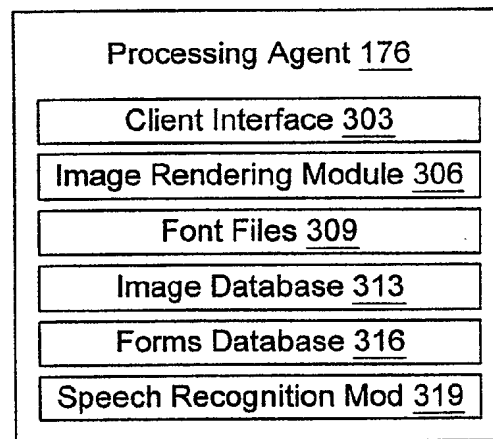 Processing Agent 176
Client Interface 303
Image Rendering Module 306
Font Files 309
Image Database 313
Forms Database 316
Speech Recognition Mod 319